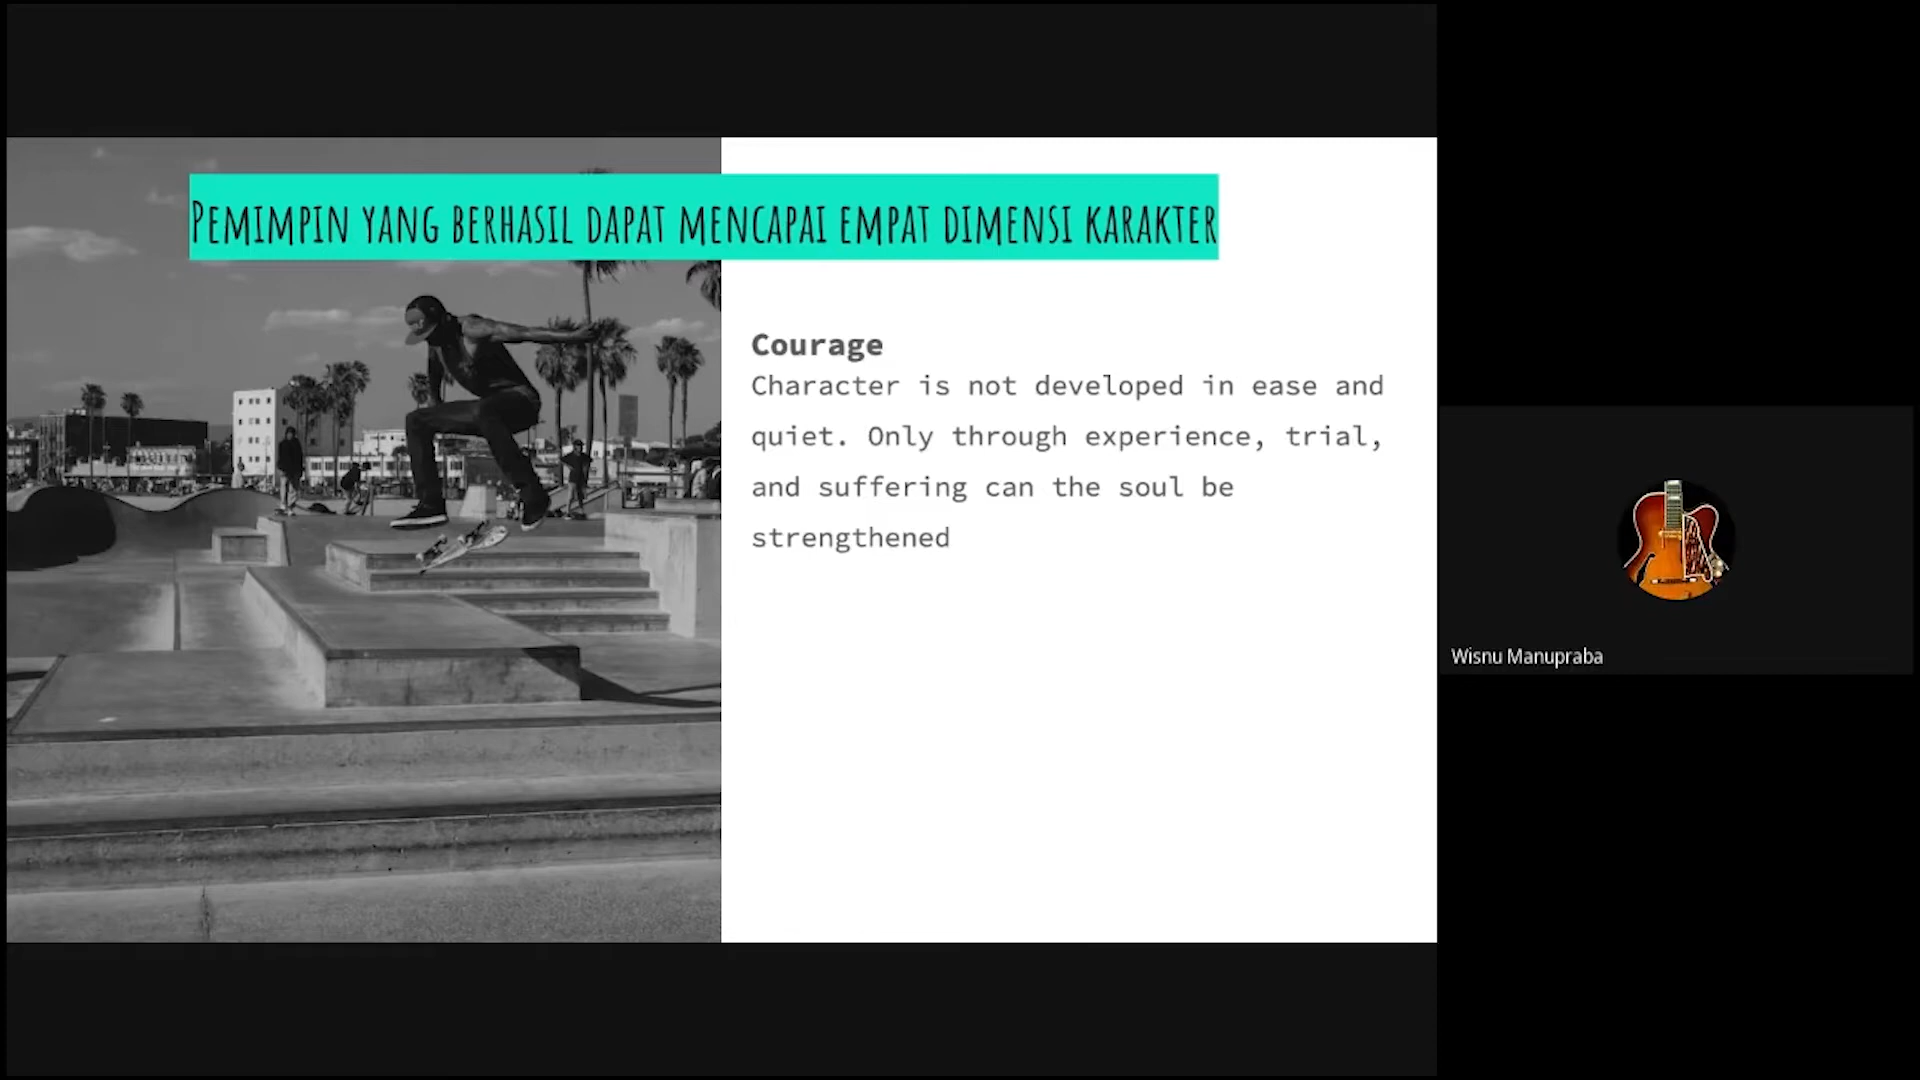 PEMIMPIN YANG BERHASIL DAPAT MENCAPAI EMPAT DIMENSI KARAKTER
Courage
Character is not developed in ease and
quiet. Only through experience, trial,
and suffering can the soul be
strengthened
Wisnu Manupraba